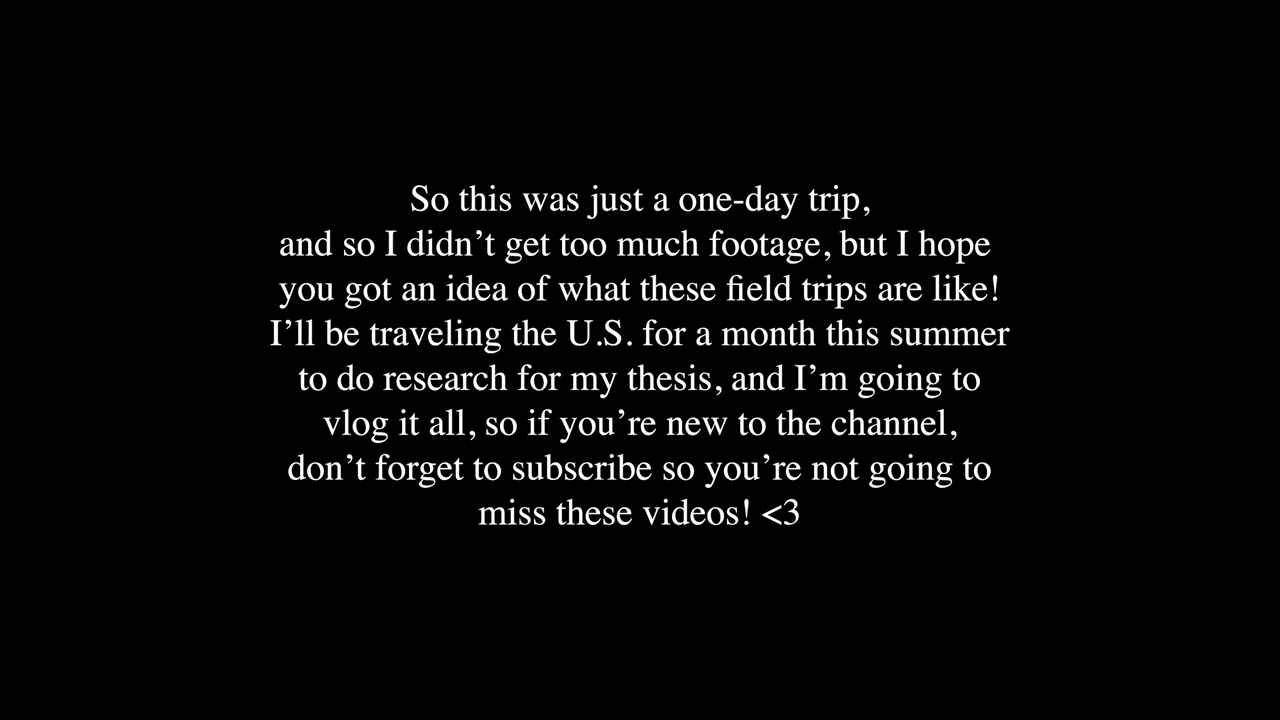 So this was just a one-day trip,
and so I didn’t get too much footage, but I hope
you got an idea of what these field trips are like!
I’ll be traveling the U.S. for a month this summer
to do research for my thesis, and I’m going to
vlog it all, so if you’re new to the channel,
don’t forget to subscribe so you’re not going to
miss these videos! <3